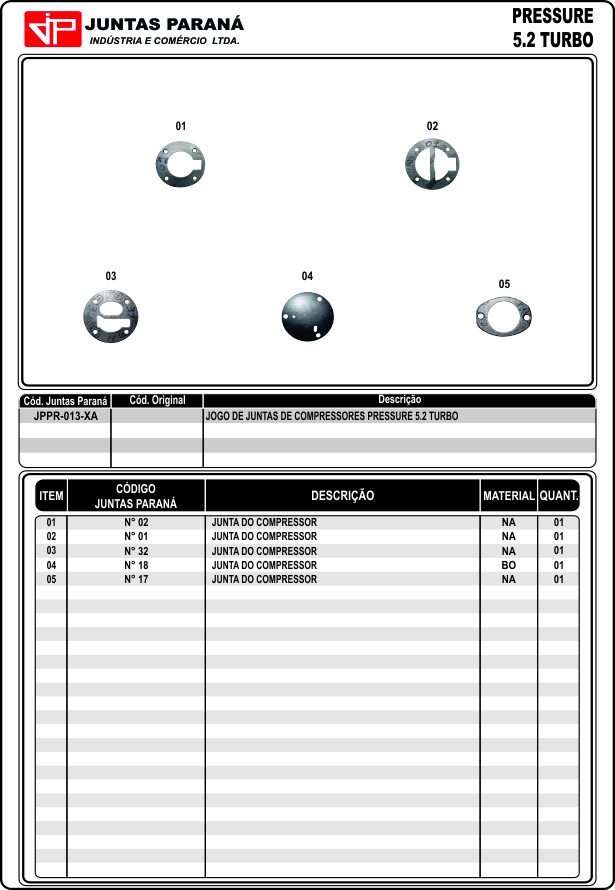 JP JUNTAS PARANÁ
INDÚSTRIA E COMÉRCIO LTDA.
PRESSURE
5.2 TURBO
01
02
03
04
05
Cód. Juntas Paraná Cód. Original Descrição
JPPR-013-XA JOGO DE JUNTAS DE COMPRESSORES PRESSURE 5.2 TURBO
ITEM CÓDIGO JUNTAS PARANÁ DESCRIÇÃO MATERIAL QUANT.
01 N° 02 JUNTA DO COMPRESSOR NA 01
02 N° 01 JUNTA DO COMPRESSOR NA 01
03 N° 32 JUNTA DO COMPRESSOR NA 01
04 N° 18 JUNTA DO COMPRESSOR BO 01
05 N° 17 JUNTA DO COMPRESSOR NA 01